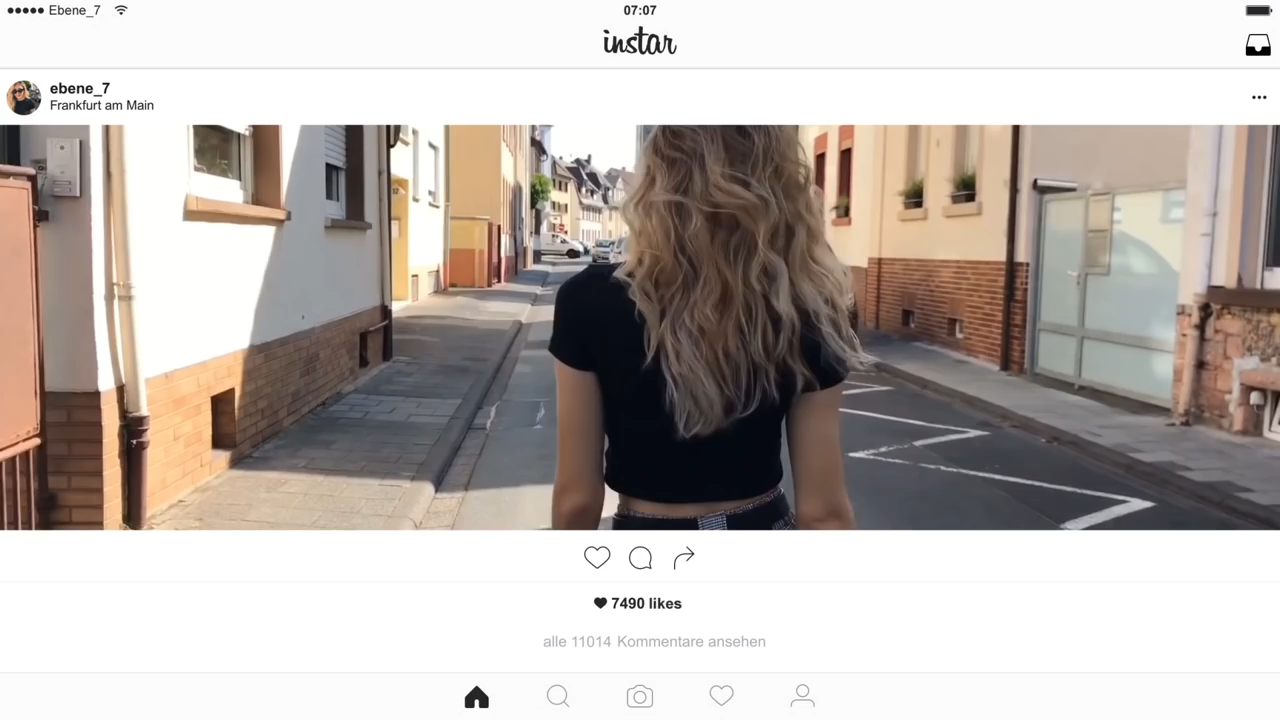 Ebene_7
07:07
instar
ebene_7
Frankfurt am Main
7490 likes
alle 11014 Kommentare ansehen